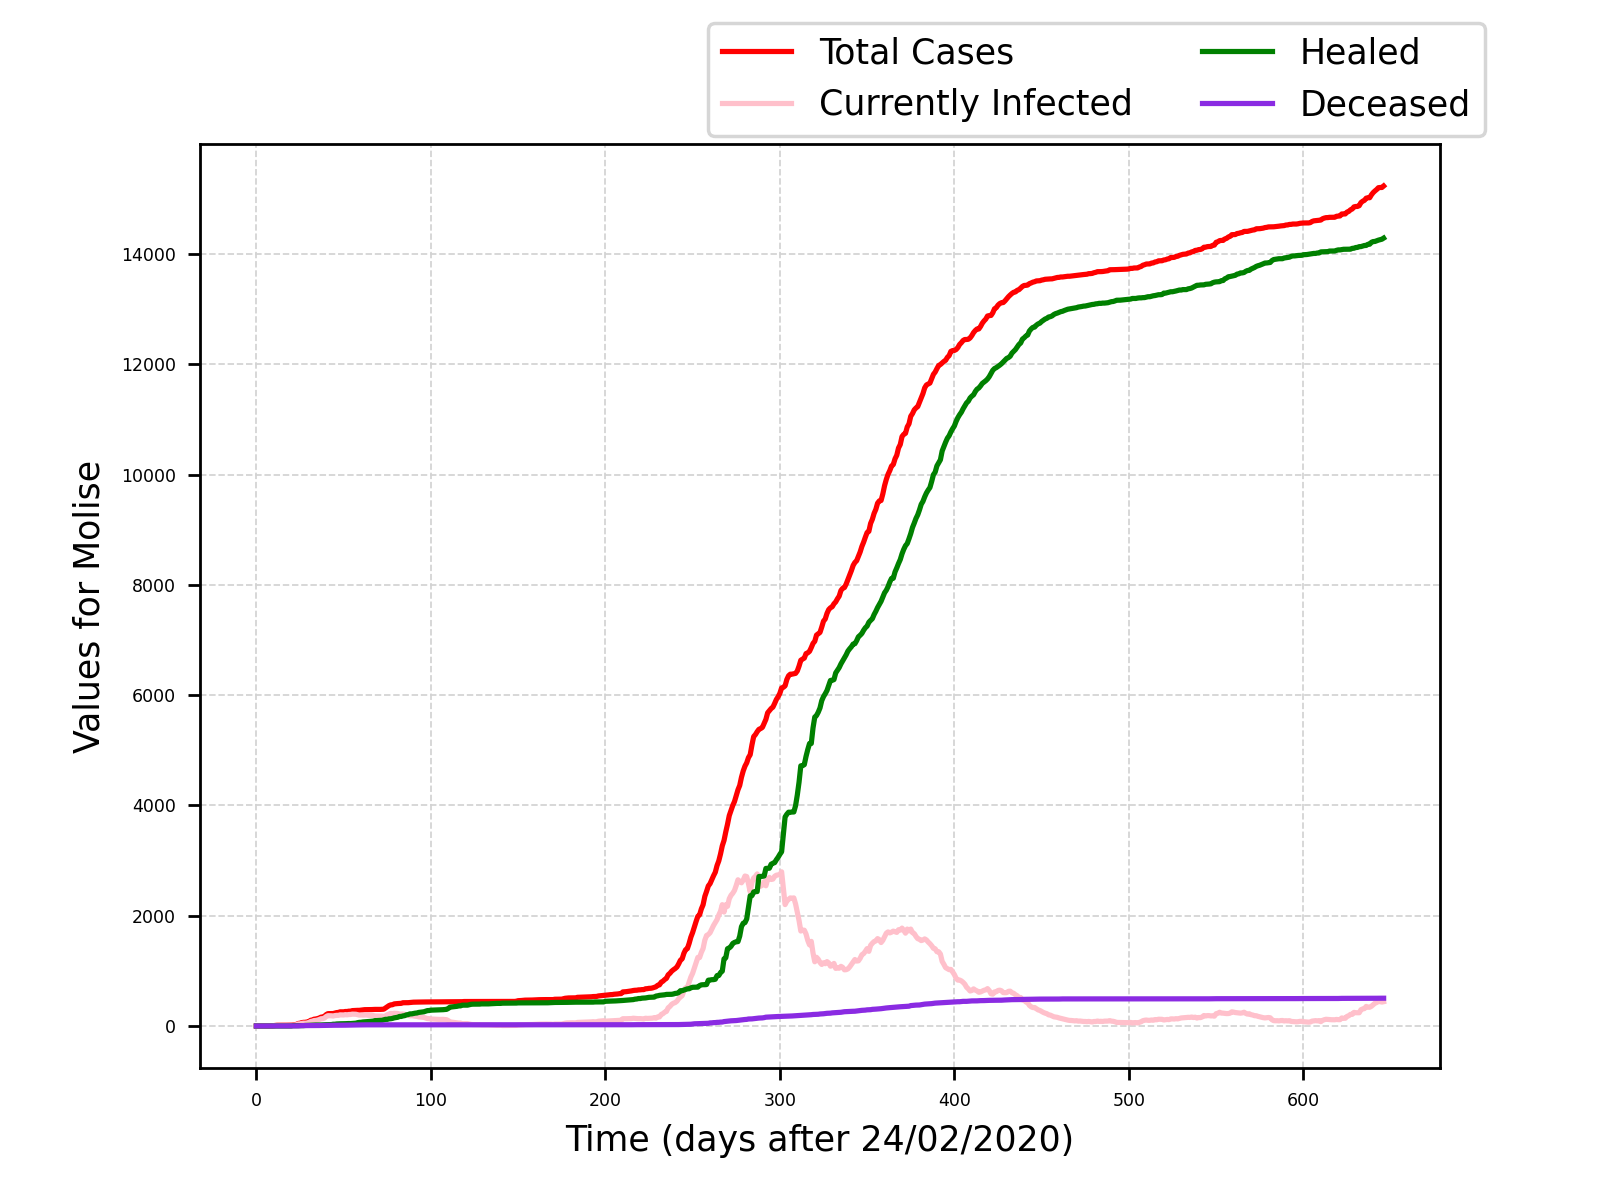 Total Cases
Currently Infected
Healed
Deceased
14000
12000
10000
8000
6000
4000
2000
0
Values for Molise
0 100 200 300 400 500 600
Time (days after 24/02/2020)